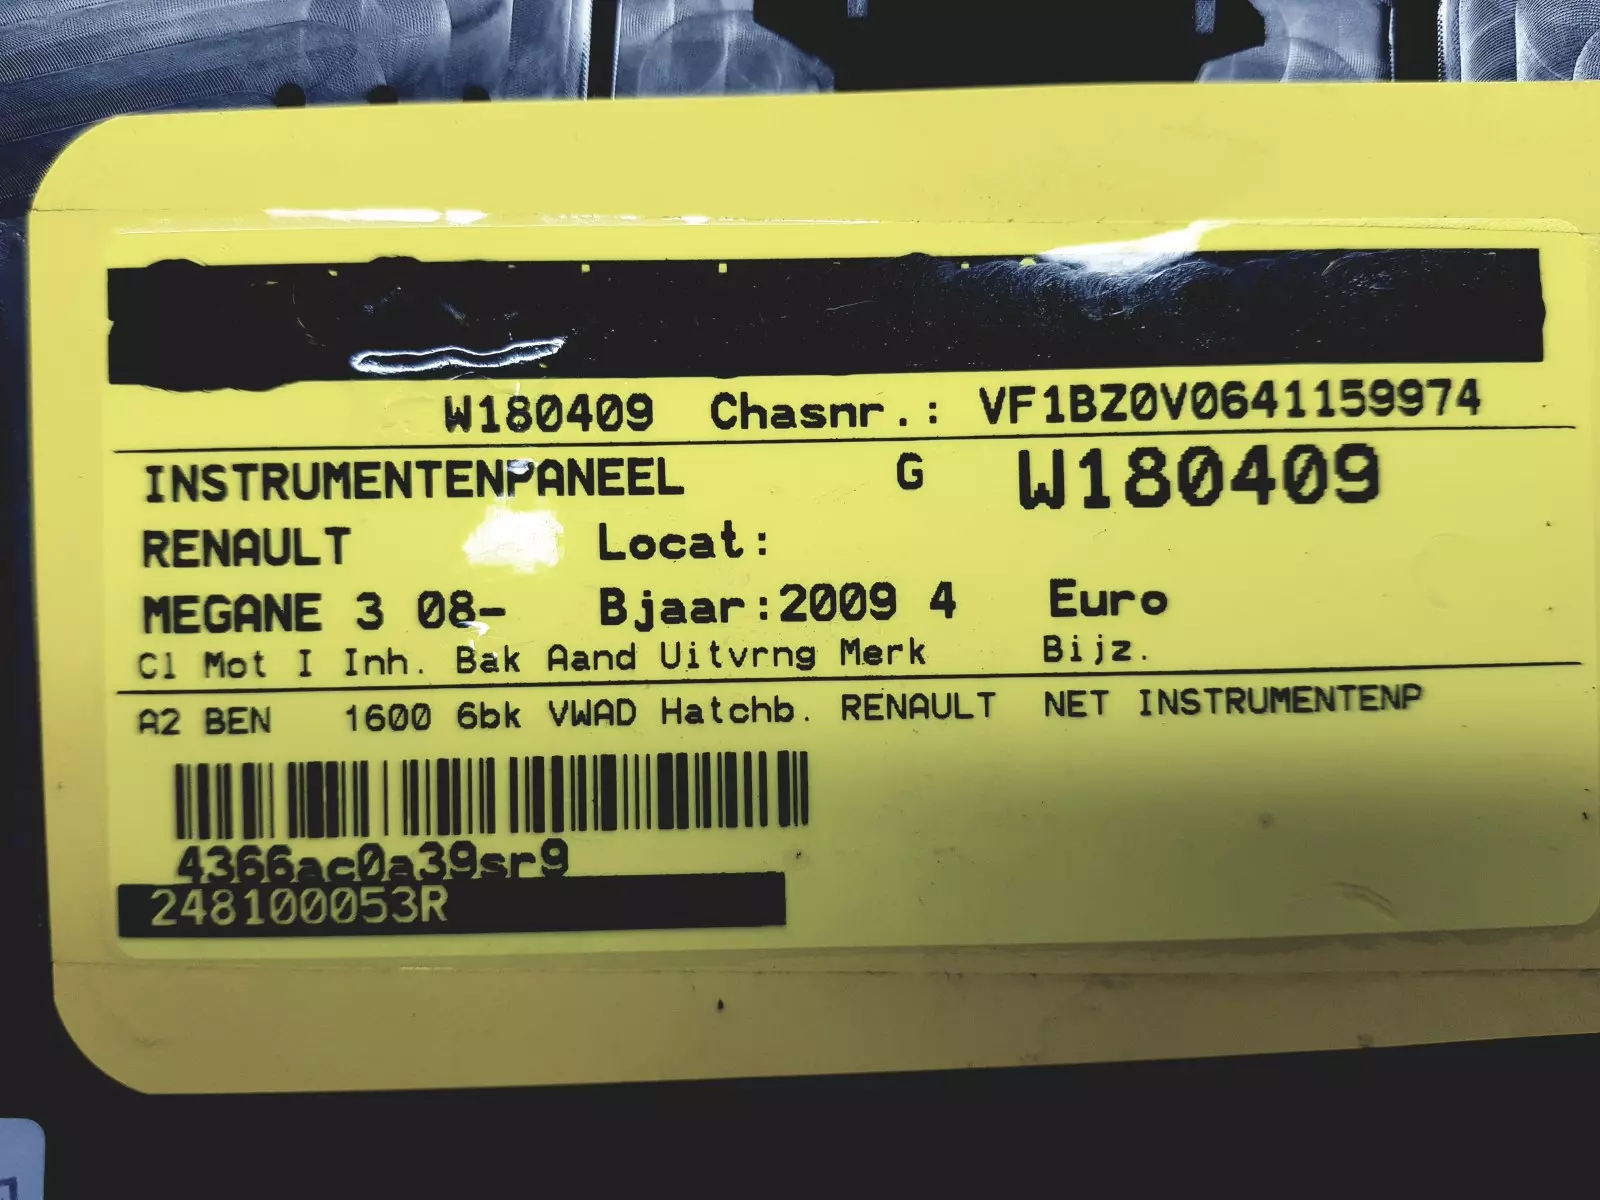 W180409 Chasnr.: VF1BZ0V0641159974
INSTRUMENTENPANEEL G W180409
RENAULT Locat:
MEGANE 3 08- Bjaar:2009 4 Euro
Cl Mot I Inh. Bak Aand Uitvrng Merk Bijz.
A2 BEN 1600 6bk VWAD Hatchb. RENAULT NET INSTRUMENTENP
4366ac0a39sr9
248100053R